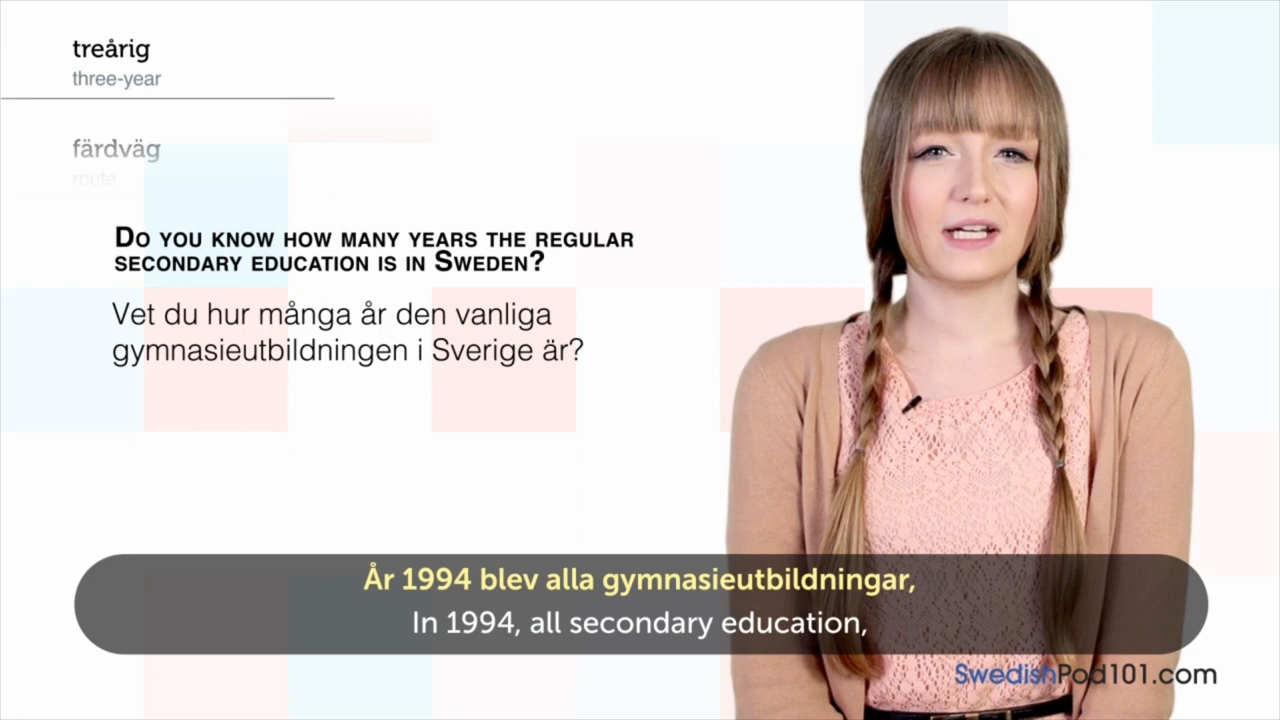 treårig
three-year
färdväg
route
Do you know how many years the regular
secondary education is in Sweden?
Vet du hur många år den vanliga
gymnasieutbildningen i Sverige är?
År 1994 blev alla gymnasieutbildningar,
In 1994, all secondary education,
SwedishPod101.com